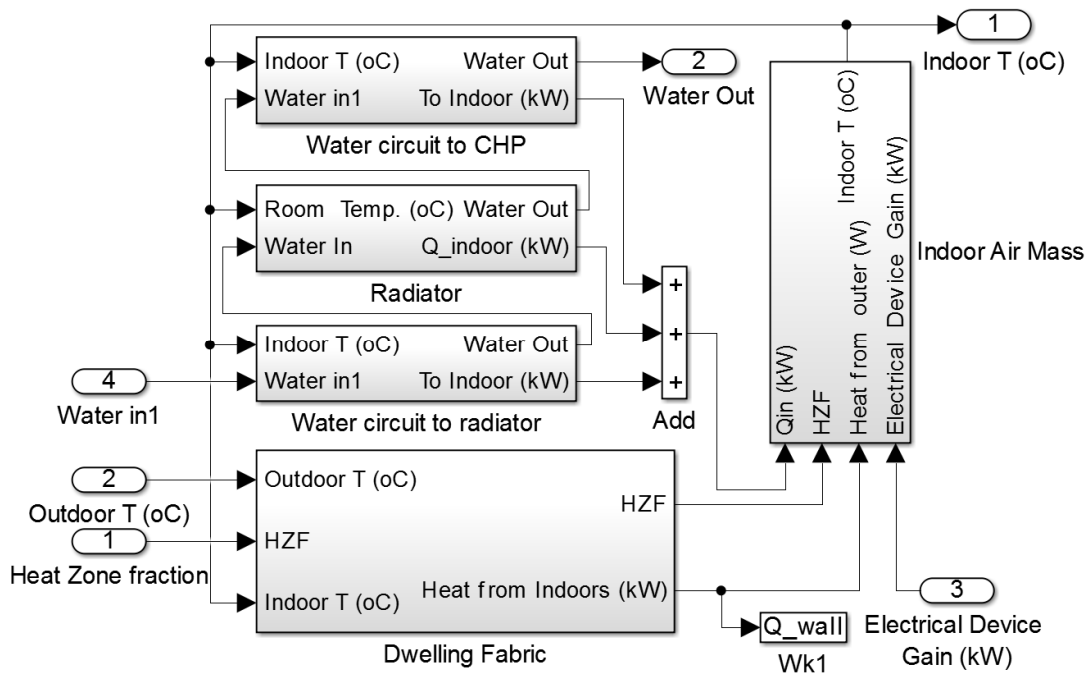 1
Indoor T (oC)
Indoor T (oC)
Water Out
Water in1
To Indoor (kW)
Water circuit to CHP
2
Water Out
Room Temp. (oC)
Water Out
Water In
Q_indoor (kW)
Radiator
Indoor T (oC)
Water Out
Water in1
To Indoor (kW)
Water circuit to radiator
4
Water in1
+
+
+
Add
Indoor T (oC)
Qin (kW)
HZF
Heat from outer (W)
Electrical Device Gain (kW)
Indoor Air Mass
2
Outdoor T (oC)
1
Heat Zone fraction
Outdoor T (oC)
HZF
HZF
Heat from Indoors (kW)
Indoor T (oC)
Dwelling Fabric
Q_wall
Wk1
3
Electrical Device
Gain (kW)